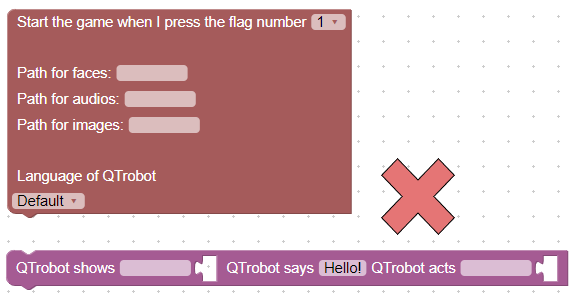 Start the game when I press the flag number 1
Path for faces:
Path for audios:
Path for images:
Language of QTrobot
Default
QTrobot shows QTrobot says Hello! QTrobot acts